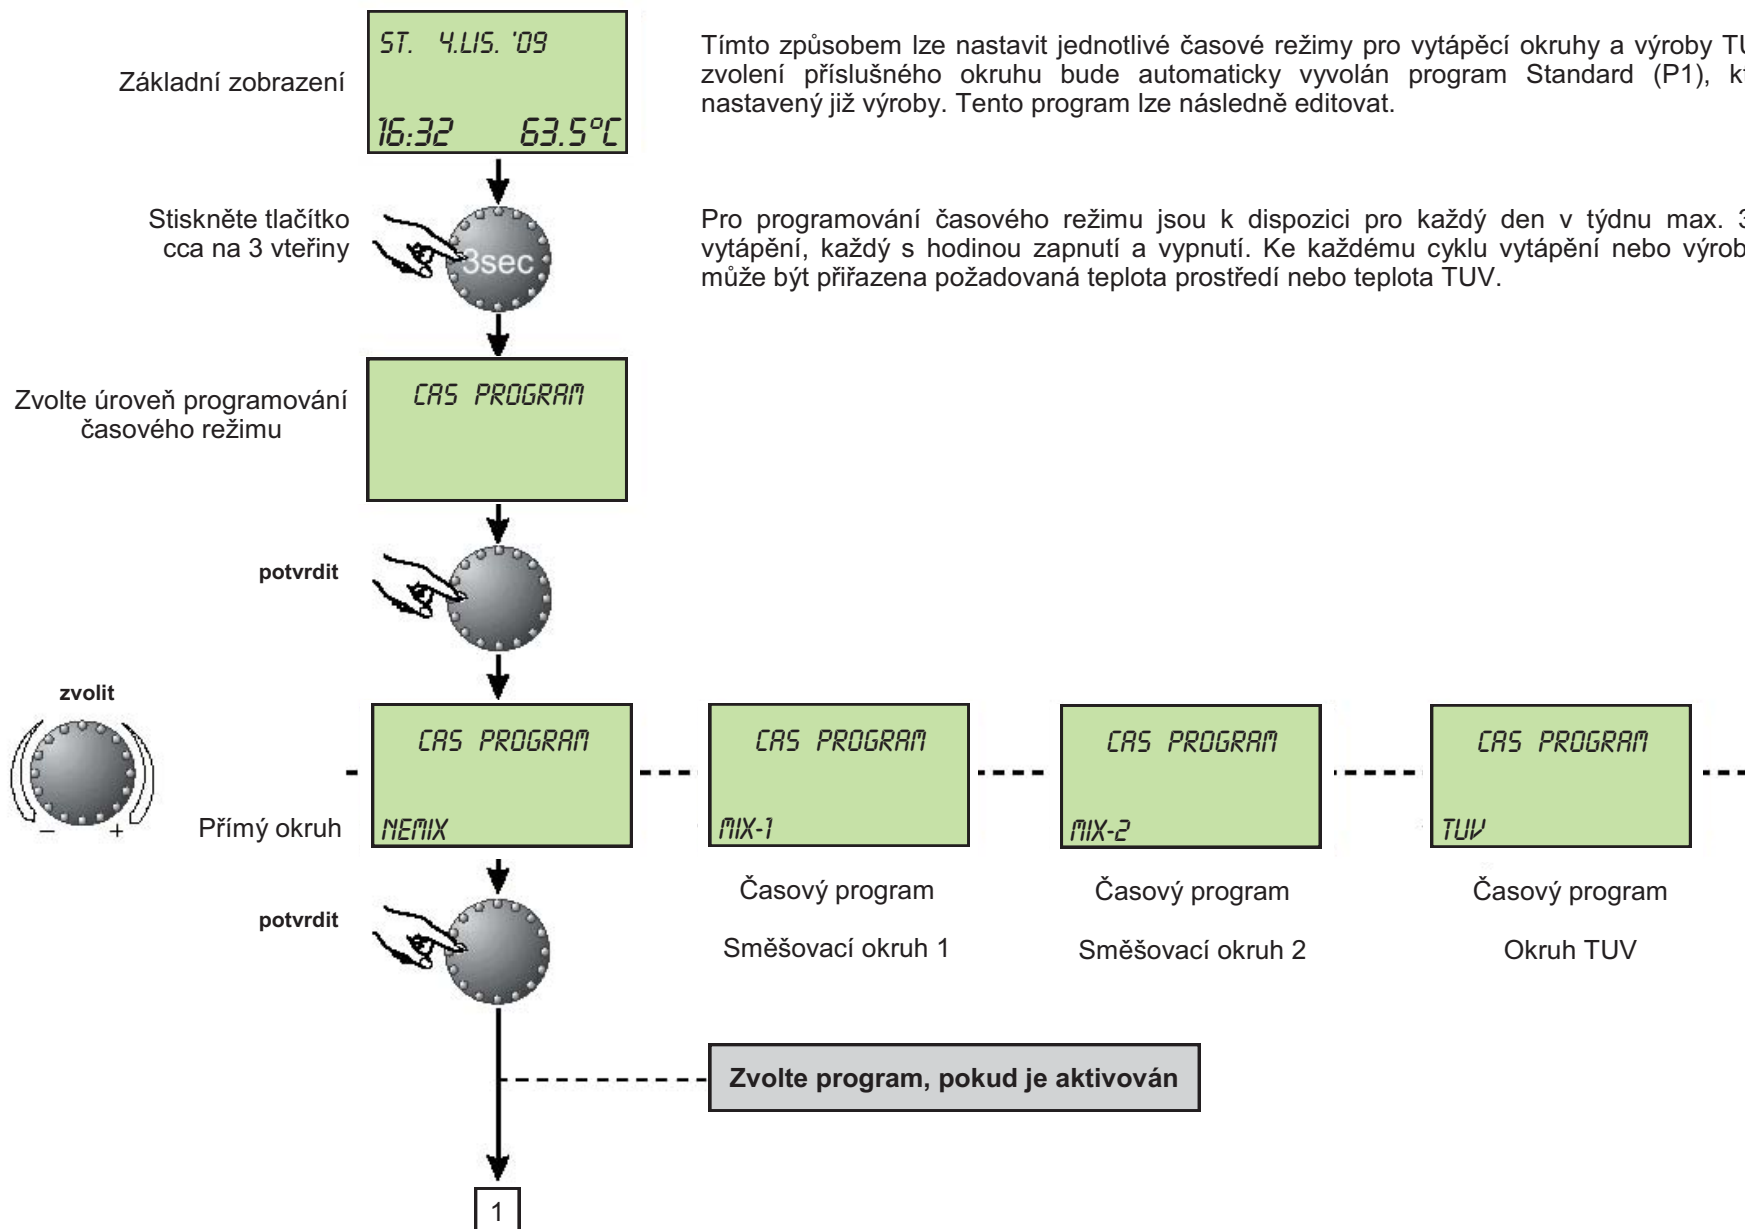 ST. 4.LIS. '09
16:32 63.5°C
Základní zobrazení
Tímto způsobem lze nastavit jednotlivé časové režimy pro vytápěcí okruhy a výroby
zvolení příslušného okruhu bude automaticky vyvolán program Standard (P1),
nastavený již výroby. Tento program lze následně editovat.
Stiskněte tlačítko
cca na 3 vteřiny
3sec
Pro programování časového režimu jsou k dispozici pro každý den v týdnu max. 3
vytápění, každý s hodinou zapnutí a vypnutí. Ke každému cyklu vytápění nebo
může být přiřazena požadovaná teplota prostředí nebo teplota TUV.
Zvolte úroveň programování
časového režimu
CAS PROGRAM
potvrdit
zvolit
– +
Přímý okruh
CAS PROGRAM
NEMIX
CAS PROGRAM
MIX-1
CAS PROGRAM
MIX-2
CAS PROGRAM
TUV
Časový program
Směšovací okruh 1
Časový program
Směšovací okruh 2
Časový program
Okruh TUV
potvrdit
Zvolte program, pokud je aktivován
1